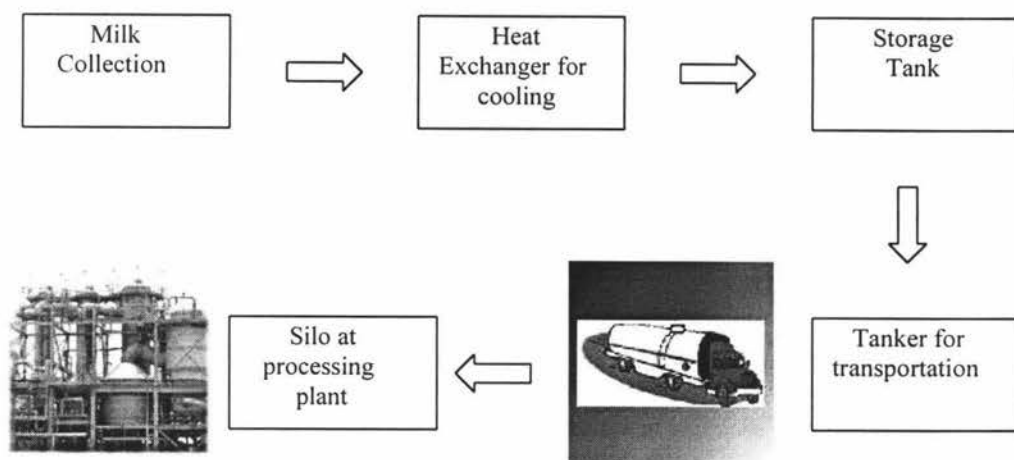 Milk
Collection
Heat
Exchanger for
cooling
Storage
Tank
Tanker for
transportation
Silo at
processing
plant